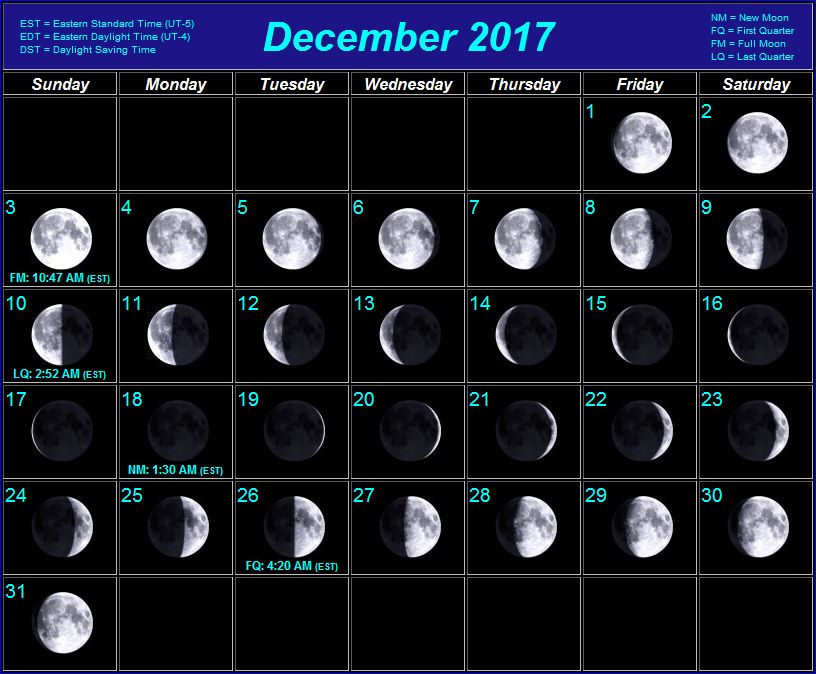 EST = Eastern Standard Time (UT-5)
EDT = Eastern Daylight Time (UT-4)
DST = Daylight Saving Time
December 2017
NM = New Moon
FQ = First Quarter
FM = Full Moon
LQ = Last Quarter
Sunday Monday Tuesday Wednesday Thursday Friday Saturday
1 2
3 4 5 6 7 8 9
FM: 10:47 AM (EST)
10 11 12 13 14 15 16
LQ: 2:52 AM (EST)
17 18 19 20 21 22 23
NM: 1:30 AM (EST)
24 25 26 27 28 29 30
FQ: 4:20 AM (EST)
31